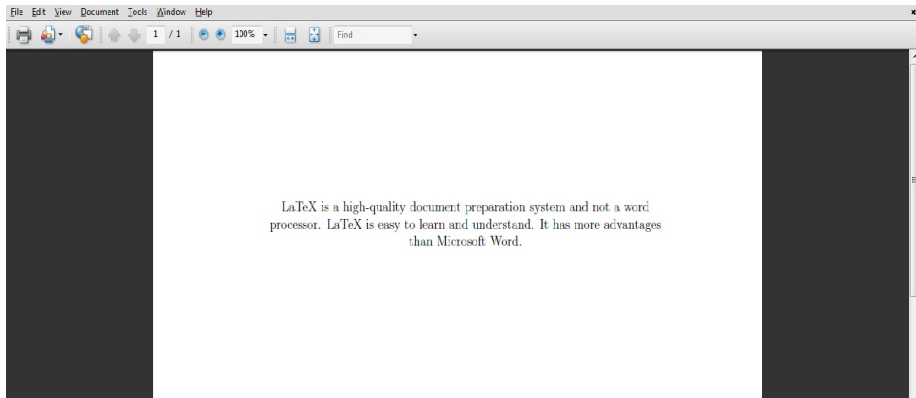 File Edit View Document Tools Window Help
1 / 1 100% Find
LaTeX is a high-quality document preparation system and not a word
processor. LaTeX is easy to learn and understand. It has more advantages
than Microsoft Word.